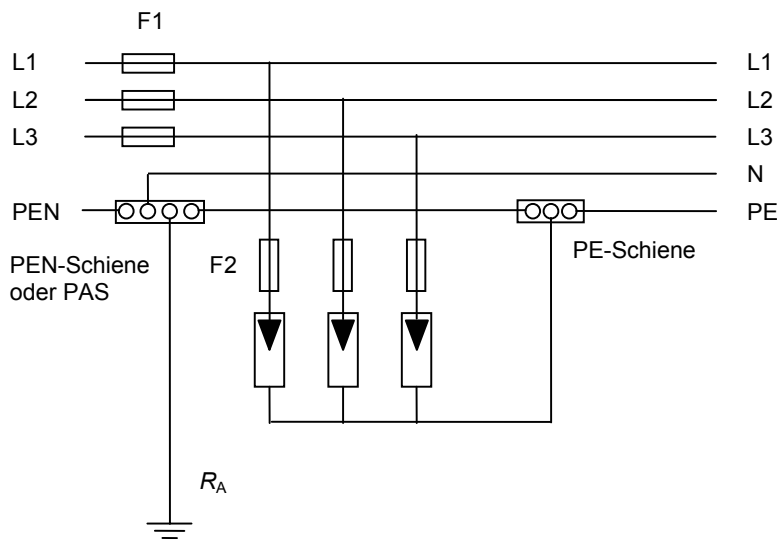 F1
L1 L1
L2 L2
L3 L3
N
PEN PE
PEN-Schiene
oder PAS
F2
PE-Schiene
RA